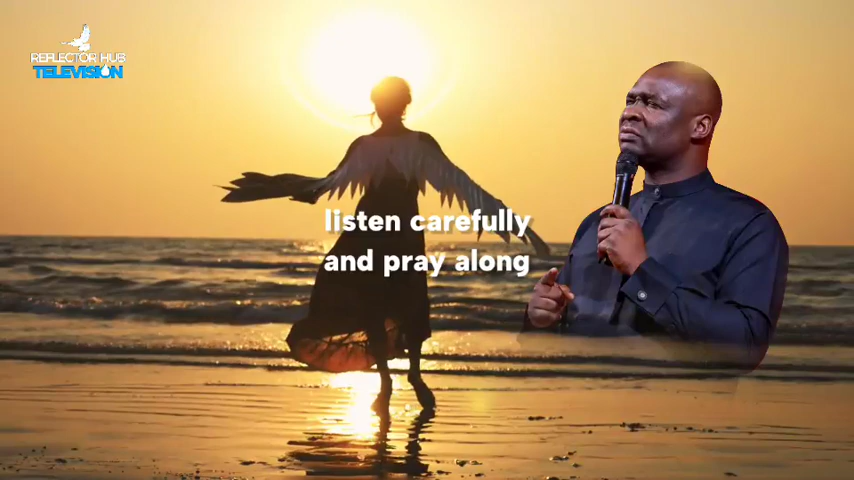 REFLECTOR HUB
TELEVISION
listen carefully
and pray along